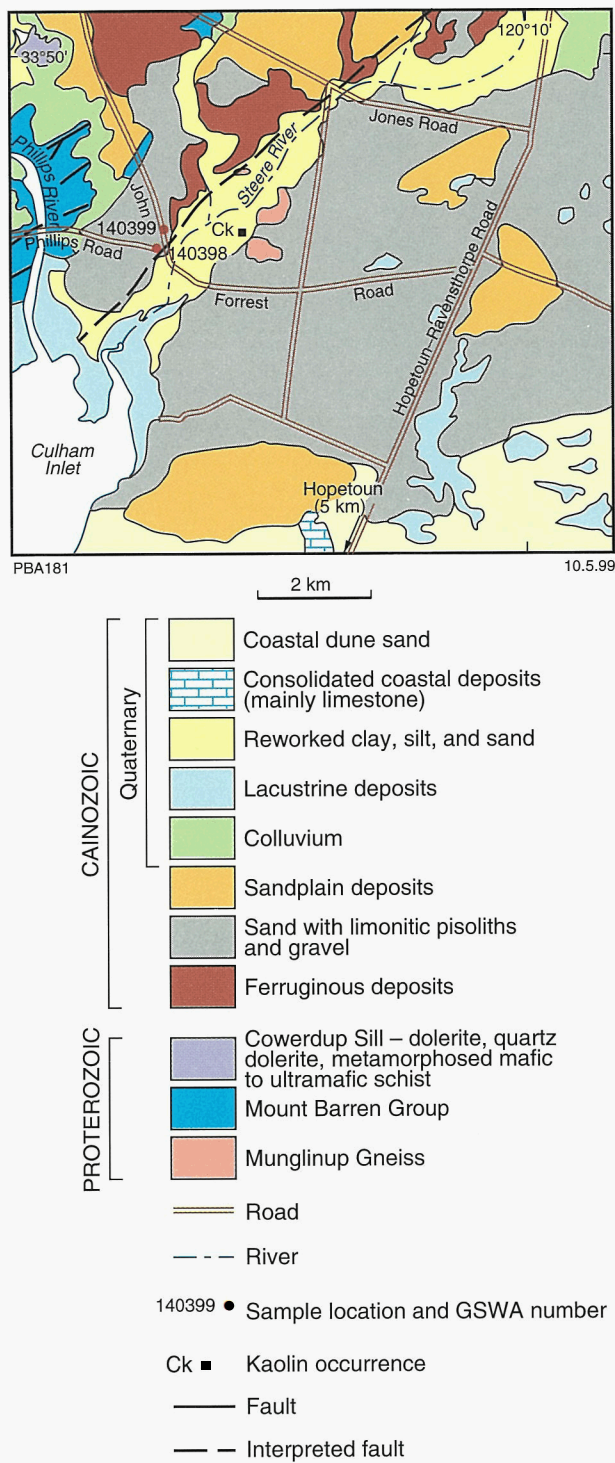 33°50'
120°10'
Jones Road
Steere River
Phillips River
John
140399
Ck
Phillips Road
140398
Forrest
Road
Hopetoun–Ravensthorpe Road
Culham
Inlet
Hopetoun
(5 km)
PBA181
10.5.99
2 km
CAINOZOIC
Quaternary
Coastal dune sand
Consolidated coastal deposits
(mainly limestone)
Reworked clay, silt, and sand
Lacustrine deposits
Colluvium
Sandplain deposits
Sand with limonitic pisoliths
and gravel
Ferruginous deposits
PROTEROZOIC
Cowerdup Sill – dolerite, quartz
dolerite, metamorphosed mafic
to ultramafic schist
Mount Barren Group
Munglinup Gneiss
Road
River
140399 Sample location and GSWA number
Ck Kaolin occurrence
Fault
Interpreted fault